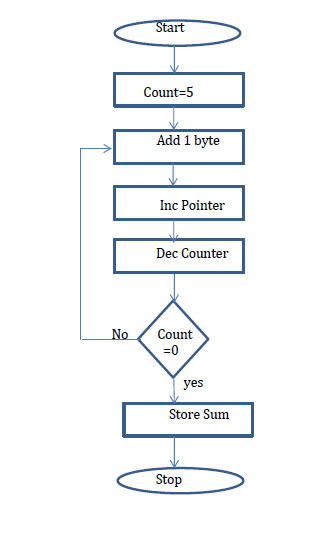 Start
Count=5
Add 1 byte
Inc Pointer
Dec Counter
No
Count
=0
yes
Store Sum
Stop